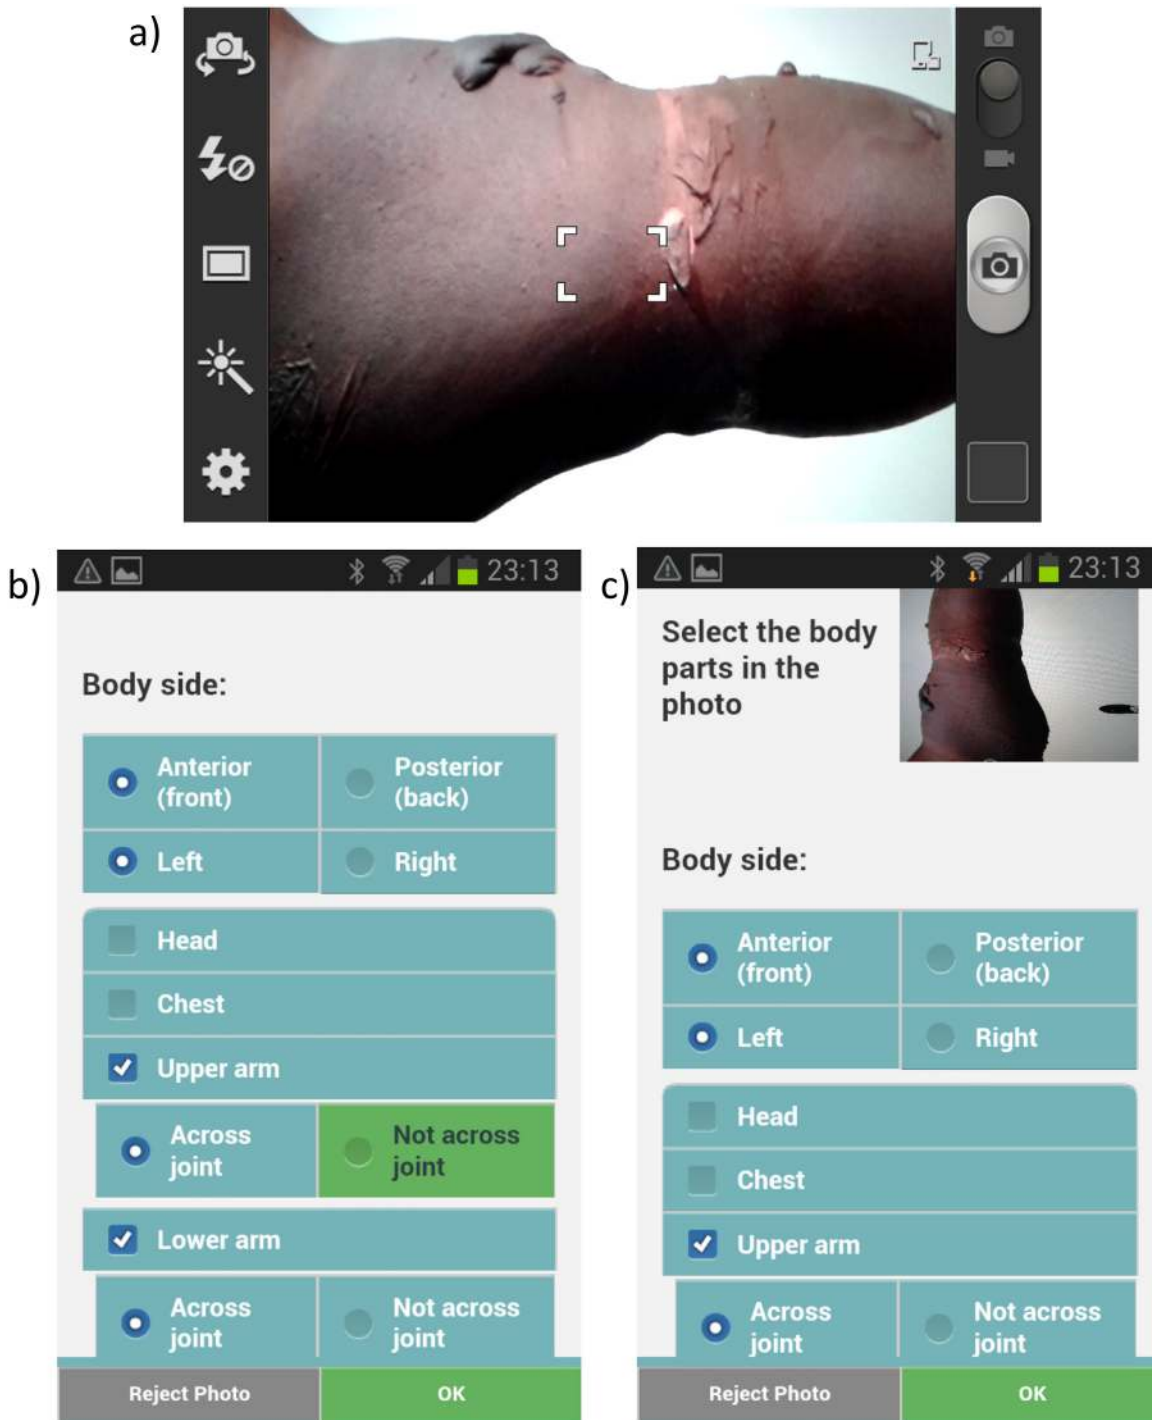 a)
b)
23:13
Body side:
Anterior
(front)
Posterior
(back)
Left
Right
Head
Chest
Upper arm
Across
joint
Not across
joint
Lower arm
Across
joint
Not across
joint
Reject Photo
OK
c)
23:13
Select the body
parts in the
photo
Body side:
Anterior
(front)
Posterior
(back)
Left
Right
Head
Chest
Upper arm
Across
joint
Not across
joint
Reject Photo
OK